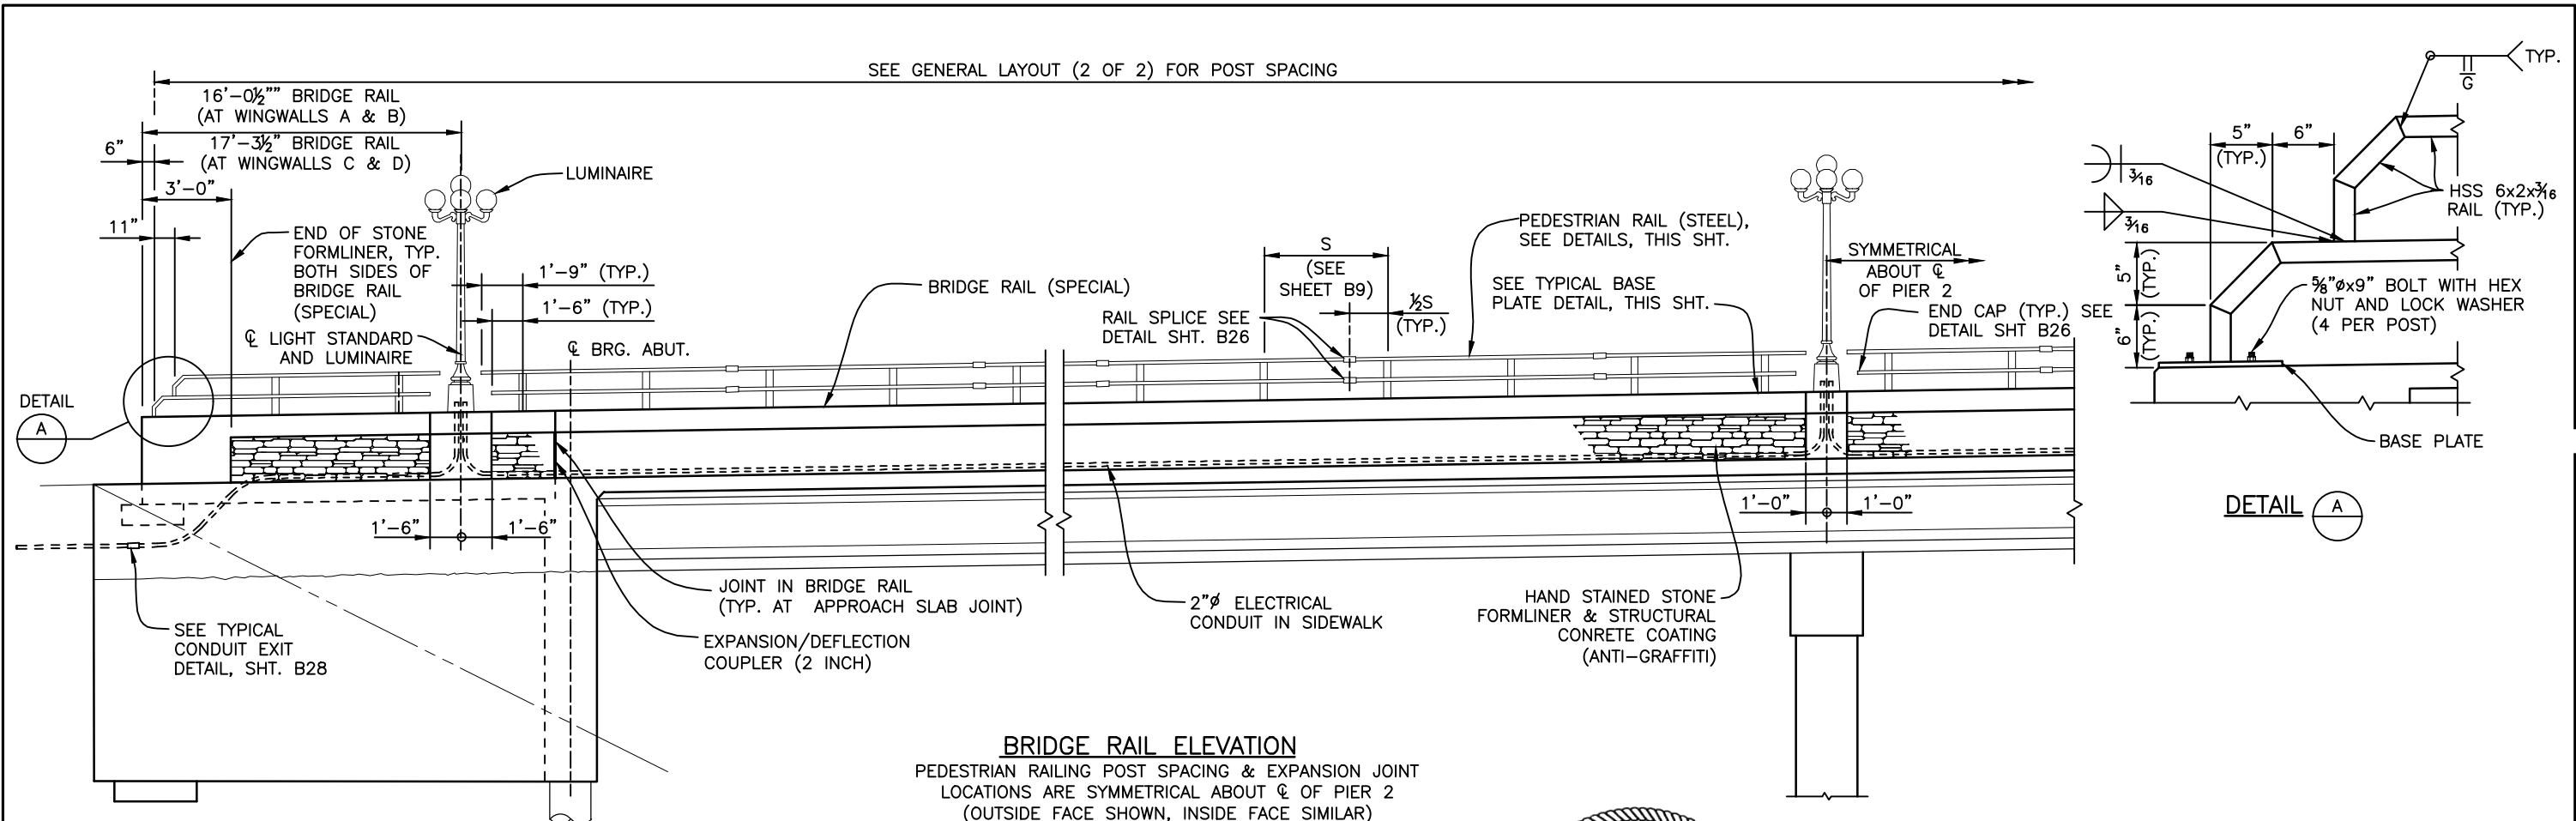 SEE GENERAL LAYOUT (2 OF 2) FOR POST SPACING
16'-0½"" BRIDGE RAIL
(AT WINGWALLS A & B)
17'-3½" BRIDGE RAIL
(AT WINGWALLS C & D)
6"
3'-0"
11"
END OF STONE
FORMLINER, TYP.
BOTH SIDES OF
BRIDGE RAIL
(SPECIAL)
℄ LIGHT STANDARD
AND LUMINAIRE
LUMINAIRE
1'-9" (TYP.)
1'-6" (TYP.)
℄ BRG. ABUT.
BRIDGE RAIL (SPECIAL)
RAIL SPLICE SEE
DETAIL SHT. B26
S
(SEE
SHEET B9)
½S
(TYP.)
PEDESTRIAN RAIL (STEEL),
SEE DETAILS, THIS SHT.
SEE TYPICAL BASE
PLATE DETAIL, THIS SHT.
SYMMETRICAL
ABOUT ℄
OF PIER 2
END CAP (TYP.) SEE
DETAIL SHT B26
DETAIL
A
1'-6"
1'-6"
1'-0"
1'-0"
SEE TYPICAL
CONDUIT EXIT
DETAIL, SHT. B28
JOINT IN BRIDGE RAIL
(TYP. AT APPROACH SLAB JOINT)
EXPANSION/DEFLECTION
COUPLER (2 INCH)
2"Ø ELECTRICAL
CONDUIT IN SIDEWALK
HAND STAINED STONE
FORMLINER & STRUCTURAL
CONRETE COATING
(ANTI-GRAFFITI)
BRIDGE RAIL ELEVATION
PEDESTRIAN RAILING POST SPACING & EXPANSION JOINT
LOCATIONS ARE SYMMETRICAL ABOUT ℄ OF PIER 2
(OUTSIDE FACE SHOWN, INSIDE FACE SIMILAR)
TYP.
G
5"
(TYP.)
6"
3/16
3/16
HSS 6x2x3/16
RAIL (TYP.)
5"
(TYP.)
6"
(TYP.)
⅝"Øx9" BOLT WITH HEX
NUT AND LOCK WASHER
(4 PER POST)
BASE PLATE
DETAIL
A